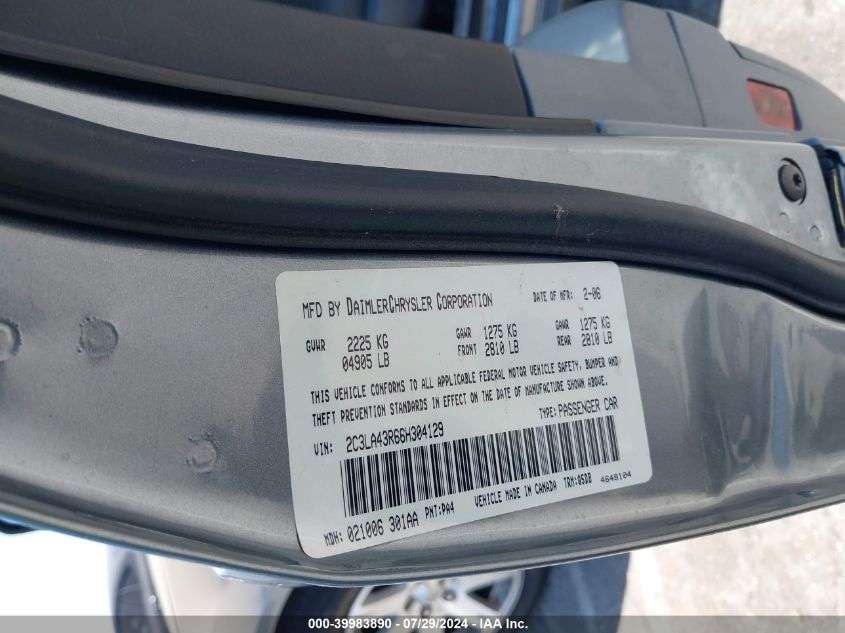 MFD BY DAIMLERCHRYSLER CORPORATION DATE OF MFR: 2-06
GVWR 2225 KG GAWR 1275 KG GAWR 1275 KG
04905 LB FRONT 2810 LB REAR 2810 LB
THIS VEHICLE CONFORMS TO ALL APPLICABLE FEDERAL MOTOR VEHICLE SAFETY, BUMPER AND
THEFT PREVENTION STANDARDS IN EFFECT ON THE DATE OF MANUFACTURE SHOWN ABOVE.
VIN: 2C3LA43R66H304129 TYPE: PASSENGER CAR
MDH: 021006 301AA PNT:PA4 VEHICLE MADE IN CANADA TRM:QSDB 4648104
000-39983890 - 07/29/2024 - IAA Inc.